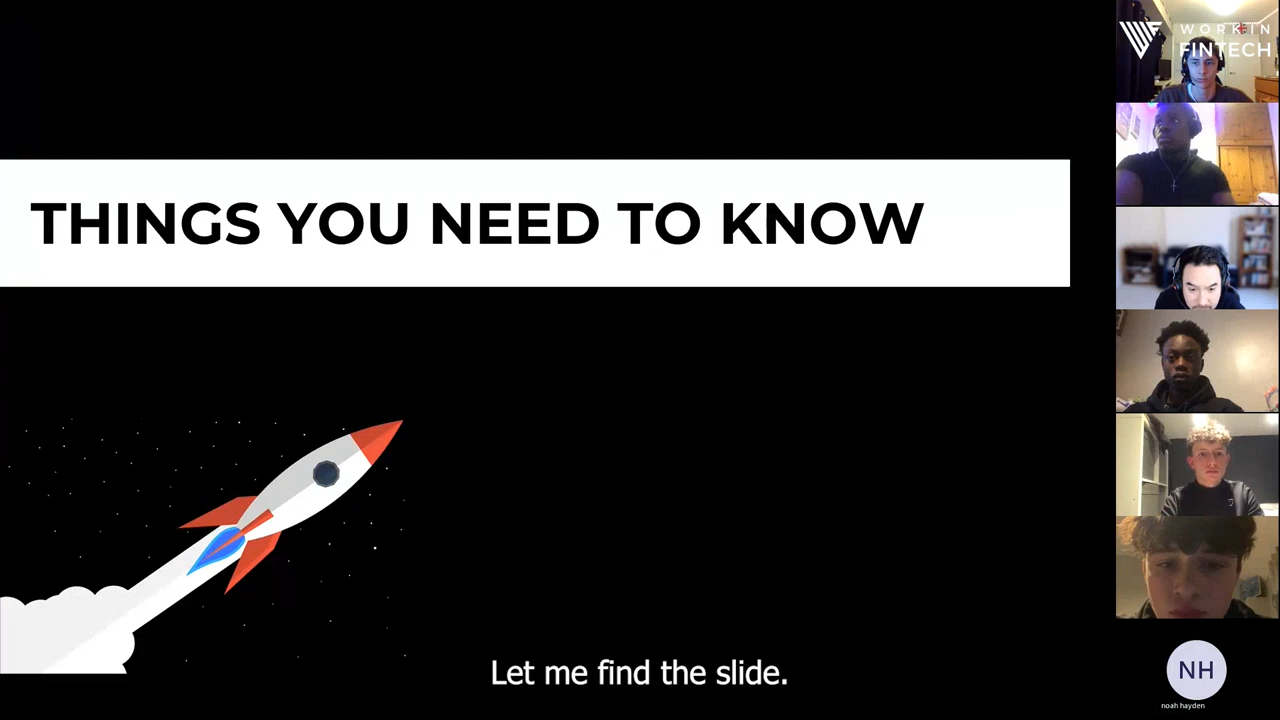 WORK IN
FINTECH
THINGS YOU NEED TO KNOW
Let me find the slide.
NH
noah hayden